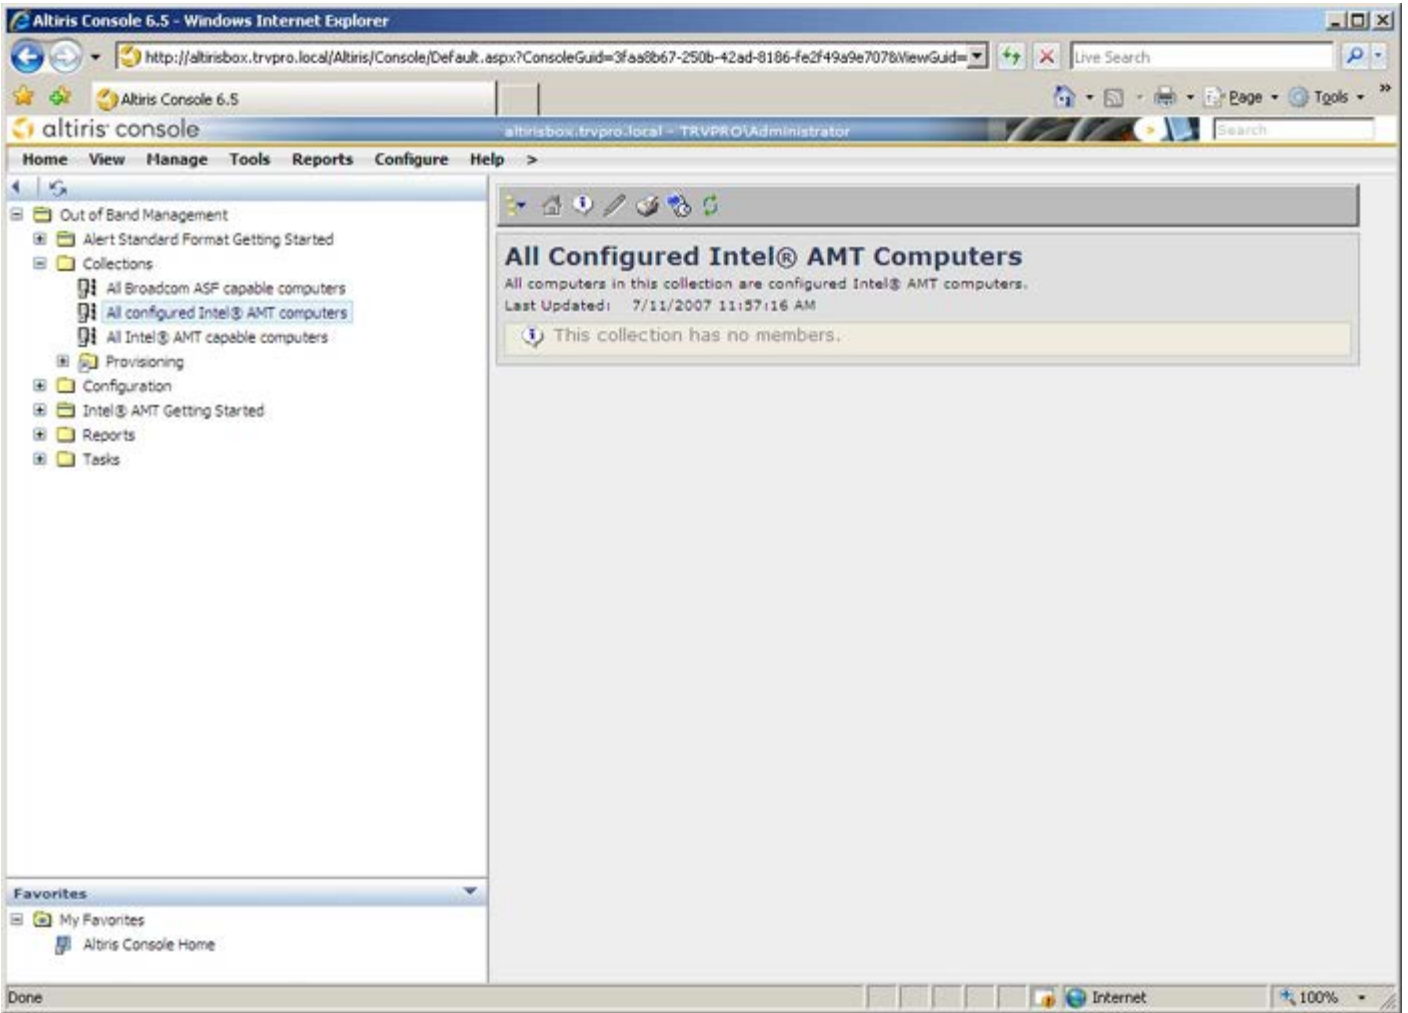 Altiris Console 6.5 - Windows Internet Explorer
http://altirisbox.trvpro.local/Altiris/Console/Default.aspx?ConsoleGuid=3faa8b67-250b-42ad-8186-fe2f49a9e707&ViewGuid=
Live Search
Altiris Console 6.5
Page
Tools
»
altiris console
altirisbox.trvpro.local - TRVPRO\Administrator
Search
Home View Manage Tools Reports Configure Help >
Out of Band Management
Alert Standard Format Getting Started
Collections
All Broadcom ASF capable computers
All configured Intel® AMT computers
All Intel® AMT capable computers
Provisioning
Configuration
Intel® AMT Getting Started
Reports
Tasks
All Configured Intel® AMT Computers
All computers in this collection are configured Intel® AMT computers.
Last Updated: 7/11/2007 11:57:16 AM
This collection has no members.
Favorites
My Favorites
Altiris Console Home
Done
Internet
100%